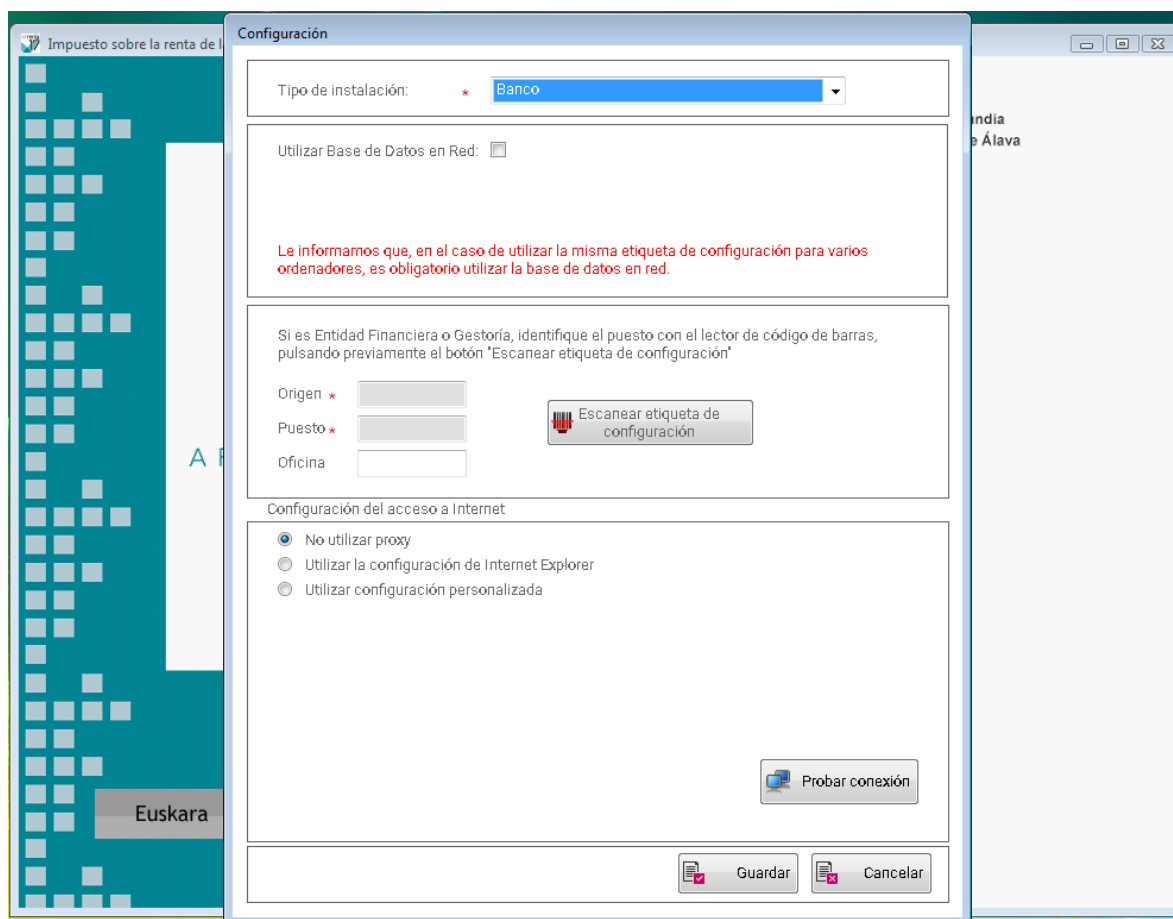 Impuesto sobre la renta de l
Configuración
Tipo de instalación: * Banco
Utilizar Base de Datos en Red:
Le informamos que, en el caso de utilizar la misma etiqueta de configuración para varios
ordenadores, es obligatorio utilizar la base de datos en red.
Si es Entidad Financiera o Gestoría, identifique el puesto con el lector de código de barras,
pulsando previamente el botón "Escanear etiqueta de configuración"
Origen *
Puesto *
Oficina
Escanear etiqueta de
configuración
Configuración del acceso a Internet
No utilizar proxy
Utilizar la configuración de Internet Explorer
Utilizar configuración personalizada
Probar conexión
Guardar
Cancelar
Euskara
A
ndia
e Álava